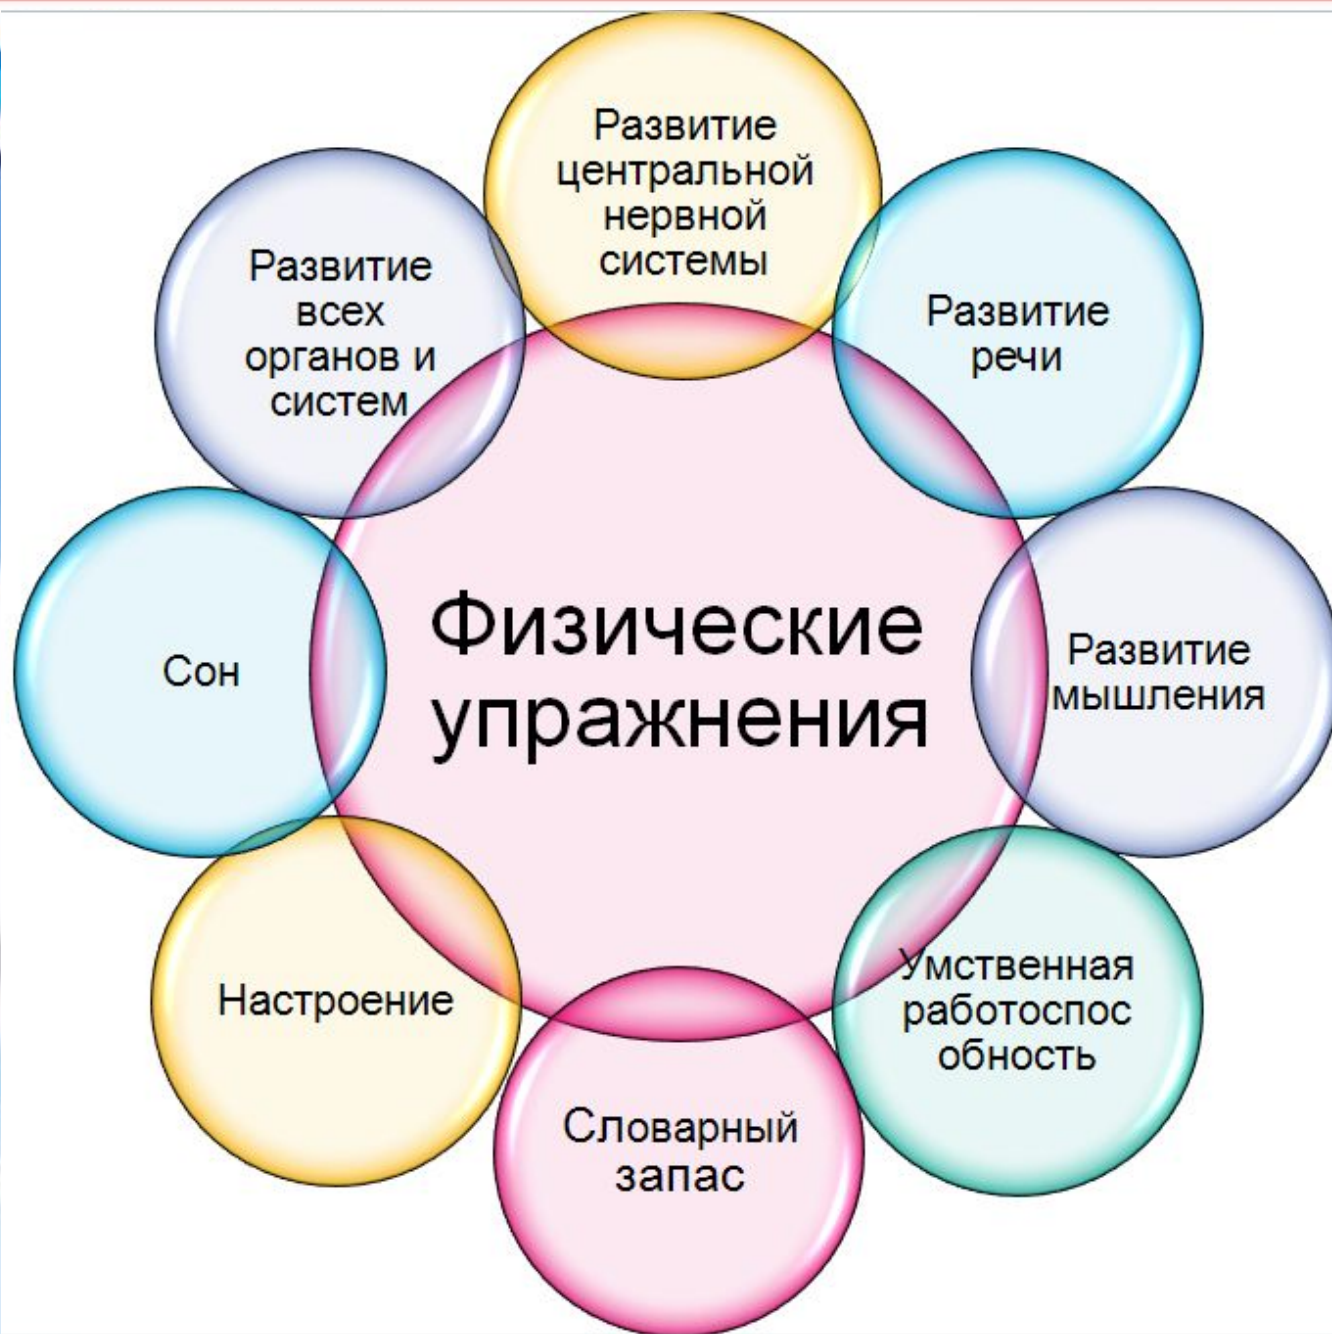 Развитие
центральной
нервной
системы
Развитие
речи
Развитие
мышления
Умственная
работоспос
обность
Словарный
запас
Настроение
Сон
Развитие
всех
органов и
систем
Физические
упражнения